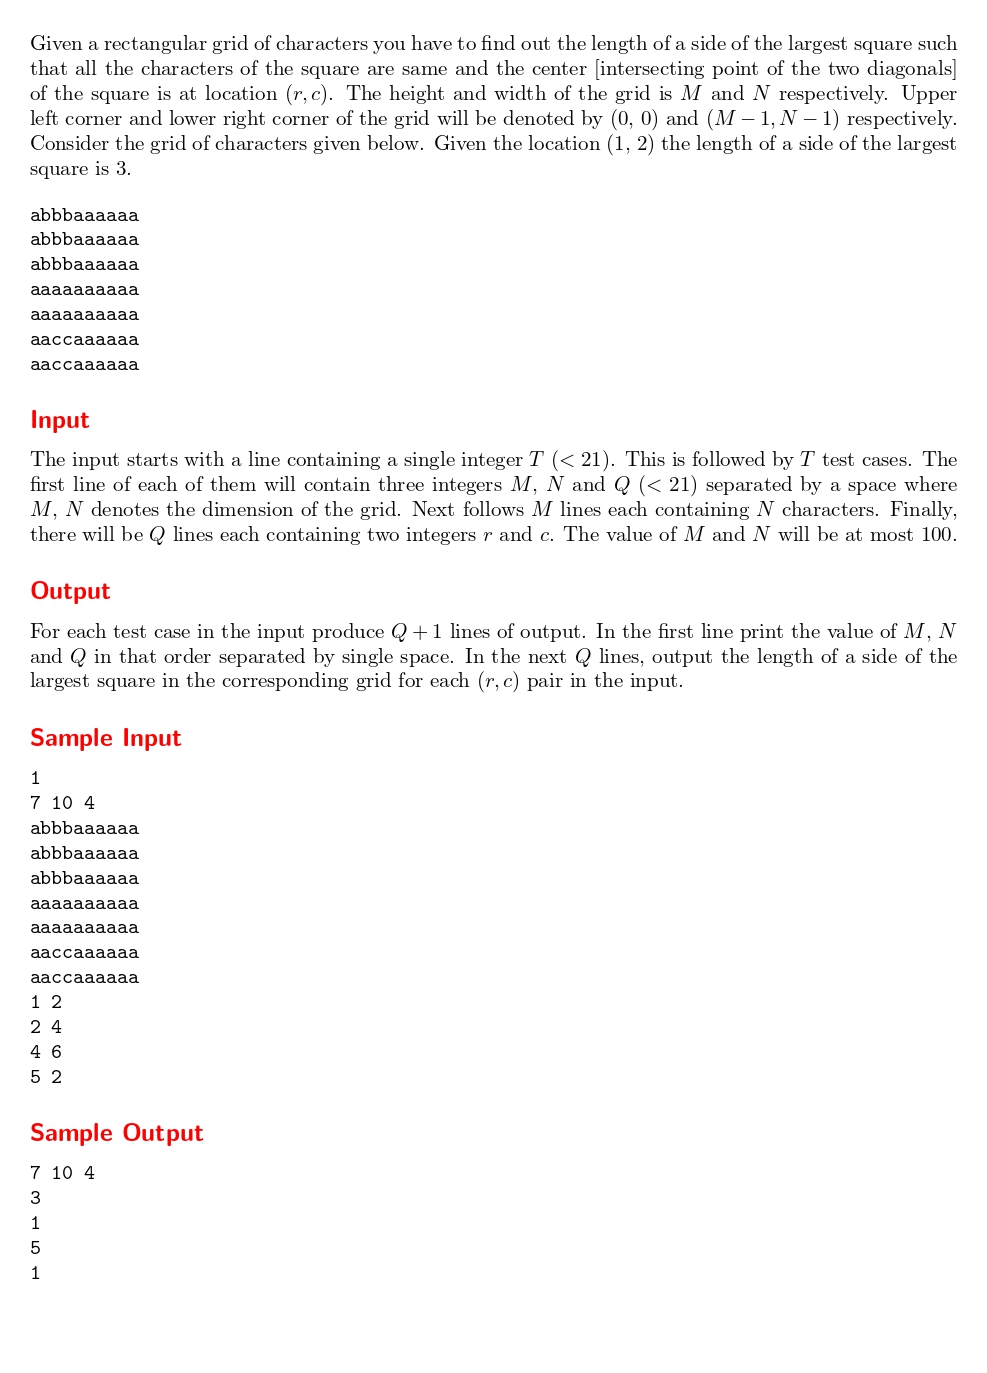 Given a rectangular grid of characters you have to find out the length of a side of the largest square such
that all the characters of the square are same and the center [intersecting point of the two diagonals]
of the square is at location (r, c). The height and width of the grid is M and N respectively. Upper
left corner and lower right corner of the grid will be denoted by (0, 0) and (M − 1, N − 1) respectively.
Consider the grid of characters given below. Given the location (1, 2) the length of a side of the largest
square is 3.
abbbaaaaaa
abbbaaaaaa
abbbaaaaaa
aaaaaaaaaa
aaaaaaaaaa
aaccaaaaaa
aaccaaaaaa
Input
The input starts with a line containing a single integer T (< 21). This is followed by T test cases. The
first line of each of them will contain three integers M, N and Q (< 21) separated by a space where
M, N denotes the dimension of the grid. Next follows M lines each containing N characters. Finally,
there will be Q lines each containing two integers r and c. The value of M and N will be at most 100.
Output
For each test case in the input produce Q + 1 lines of output. In the first line print the value of M, N
and Q in that order separated by single space. In the next Q lines, output the length of a side of the
largest square in the corresponding grid for each (r, c) pair in the input.
Sample Input
1
7 10 4
abbbaaaaaa
abbbaaaaaa
abbbaaaaaa
aaaaaaaaaa
aaaaaaaaaa
aaccaaaaaa
aaccaaaaaa
1 2
2 4
4 6
5 2
Sample Output
7 10 4
3
1
5
1